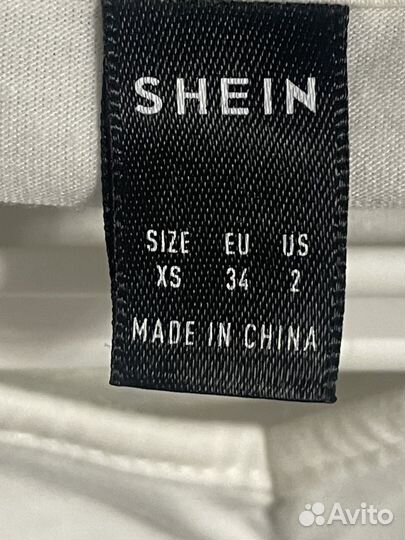 SHEIN
SIZE EU US
XS 34 2
MADE IN CHINA
Avito